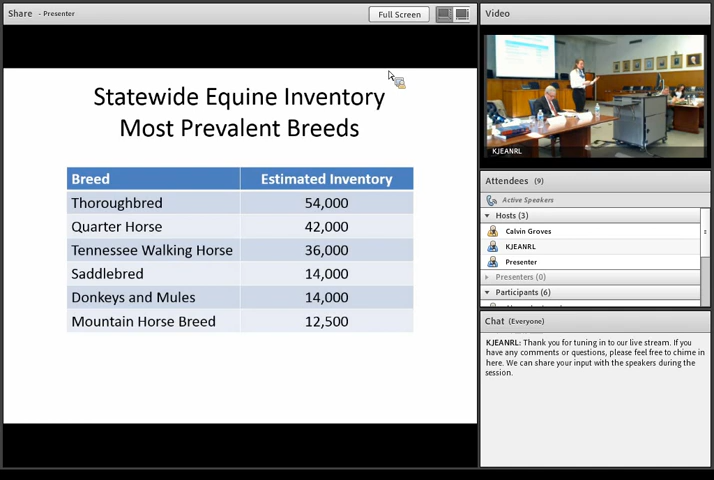 Share - Presenter
Full Screen
Statewide Equine Inventory
Most Prevalent Breeds
Breed Estimated Inventory
Thoroughbred 54,000
Quarter Horse 42,000
Tennessee Walking Horse 36,000
Saddlebred 14,000
Donkeys and Mules 14,000
Mountain Horse Breed 12,500
Video
KJEANRL
Attendees (9)
Active Speakers
Hosts (3)
Calvin Groves
KJEANRL
Presenter
Presenters (0)
Participants (6)
Chat (Everyone)
KJEANRL: Thank you for tuning in to our live stream. If you
have any comments or questions, please feel free to chime in
here. We can share your input with the speakers during the
session.